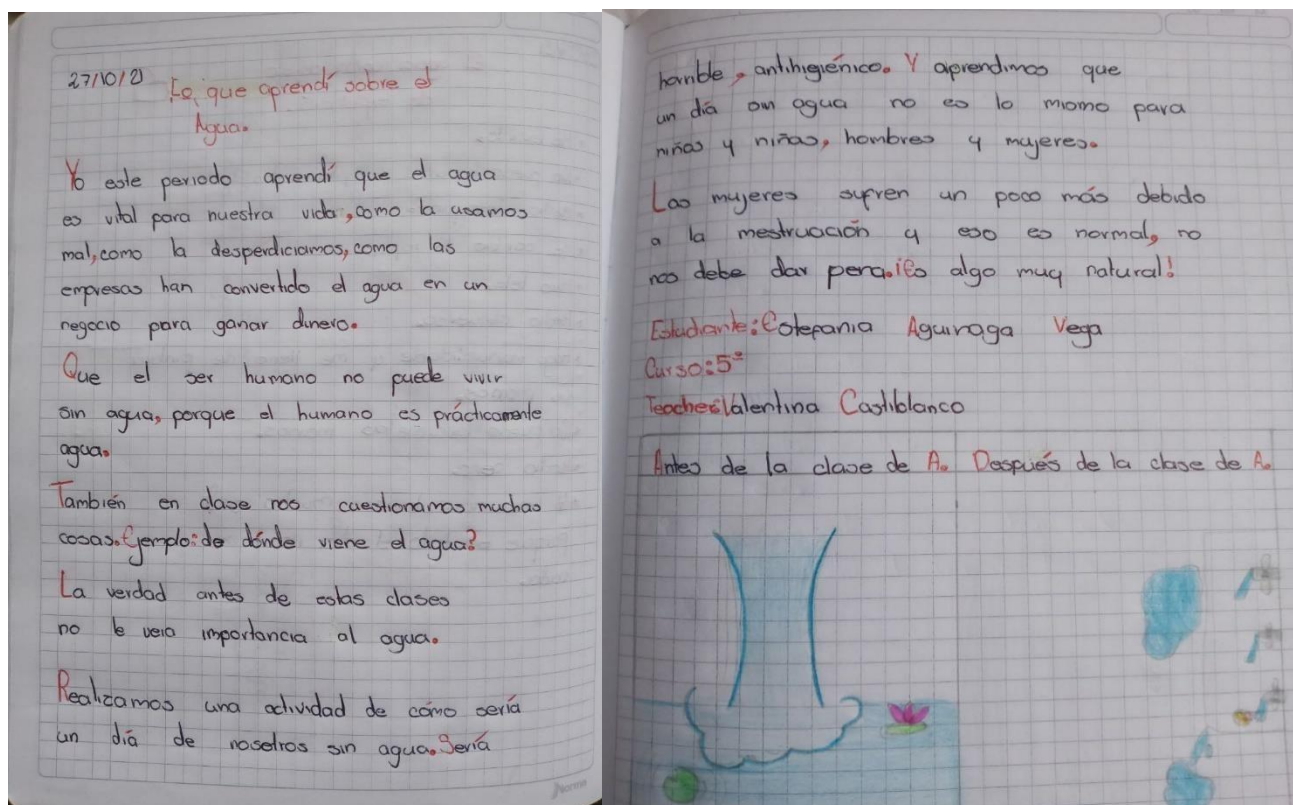 27/10/21
Lo que aprendí sobre el
Agua.
Yo este periodo aprendí que el agua
es vital para nuestra vida, como la usamos
mal, como la desperdiciamos, como las
empresas han convertido el agua en un
negocio para ganar dinero.
Que el ser humano no puede vivir
sin agua, porque el humano es prácticamente
agua.
También en clase nos cuestionamos muchas
cosas. Ejemplo: de dónde viene el agua?
La verdad antes de estas clases
no le veia importancia al agua.
Realizamos una actividad de cómo sería
un día de nosotros sin agua. Sería
Norma
horrible, antihigiénico. Y aprendimos que
un día sin agua no es lo mismo para
niños y niñas, hombres y mujeres.
Las mujeres sufren un poco más debido
a la mestruación y eso es normal, no
nos debe dar pena. ¡Es algo muy natural!
Estudiante: Estepania Aguinaga Vega
Curso: 5°
Teacher: Valentina Castiblanco
Antes de la clase de A. Después de la clase de A.